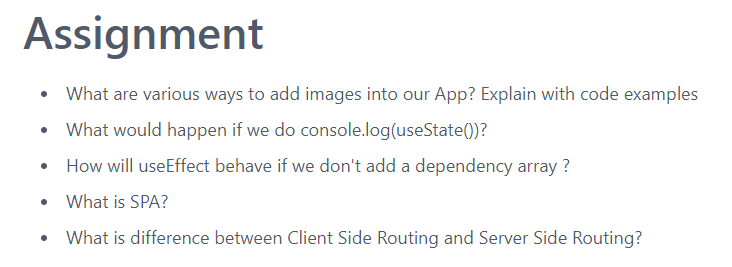 Assignment
• What are various ways to add images into our App? Explain with code examples
• What would happen if we do console.log(useState())?
• How will useEffect behave if we don't add a dependency array ?
• What is SPA?
• What is difference between Client Side Routing and Server Side Routing?